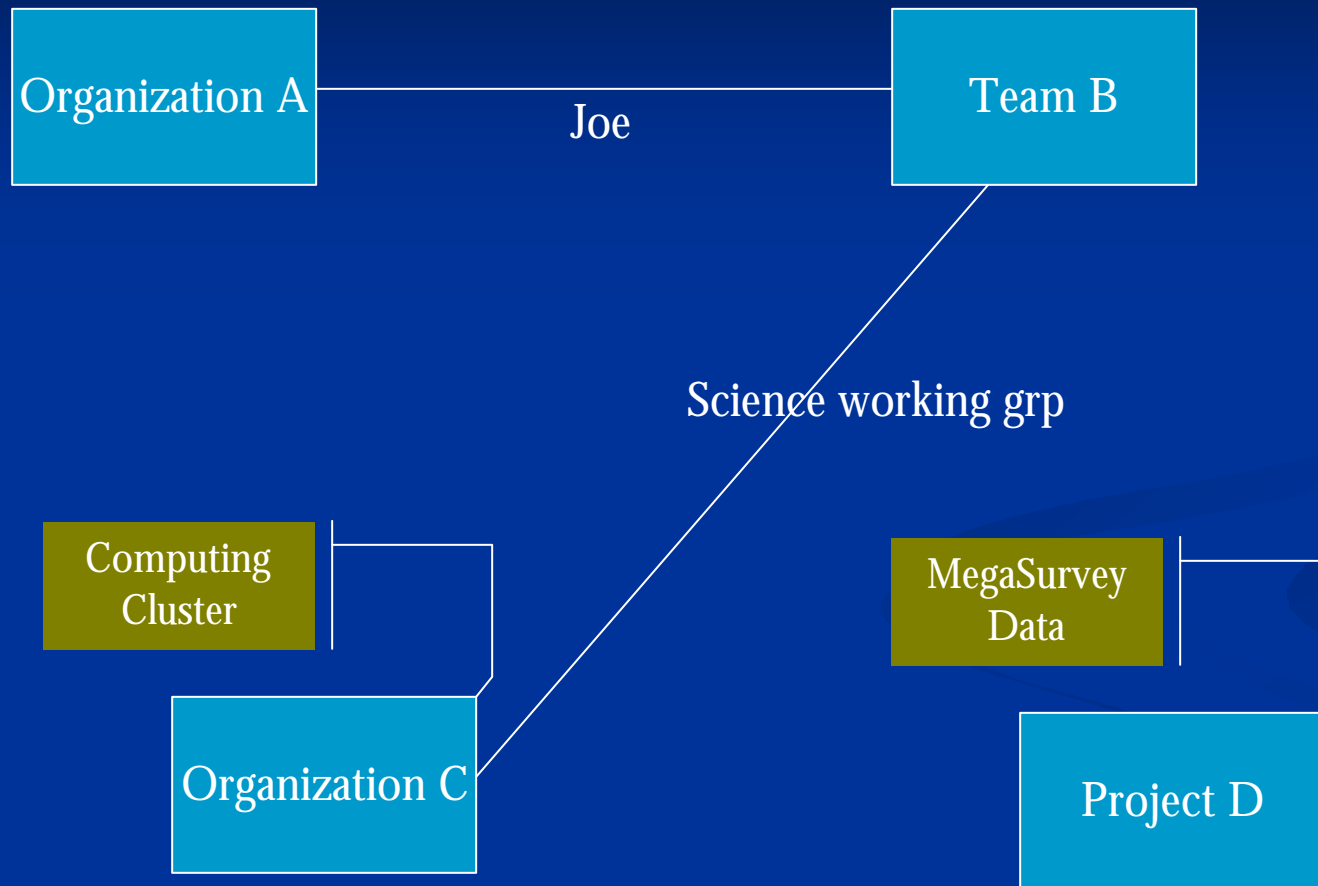 Organization A
Team B
Joe
Science working grp
Computing
Cluster
MegaSurvey
Data
Organization C
Project D